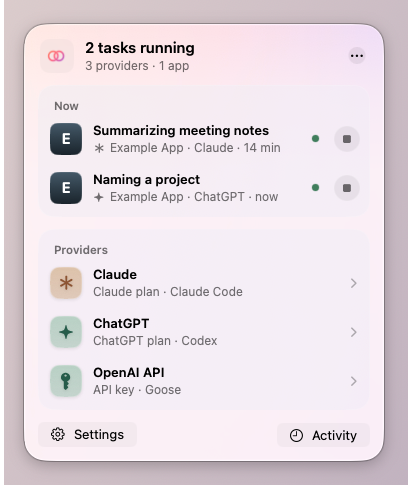 2 tasks running
3 providers · 1 app
Now
E
Summarizing meeting notes
Example App · Claude · 14 min
E
Naming a project
Example App · ChatGPT · now
Providers
Claude
Claude plan · Claude Code
ChatGPT
ChatGPT plan · Codex
OpenAI API
API key · Goose
Settings
Activity